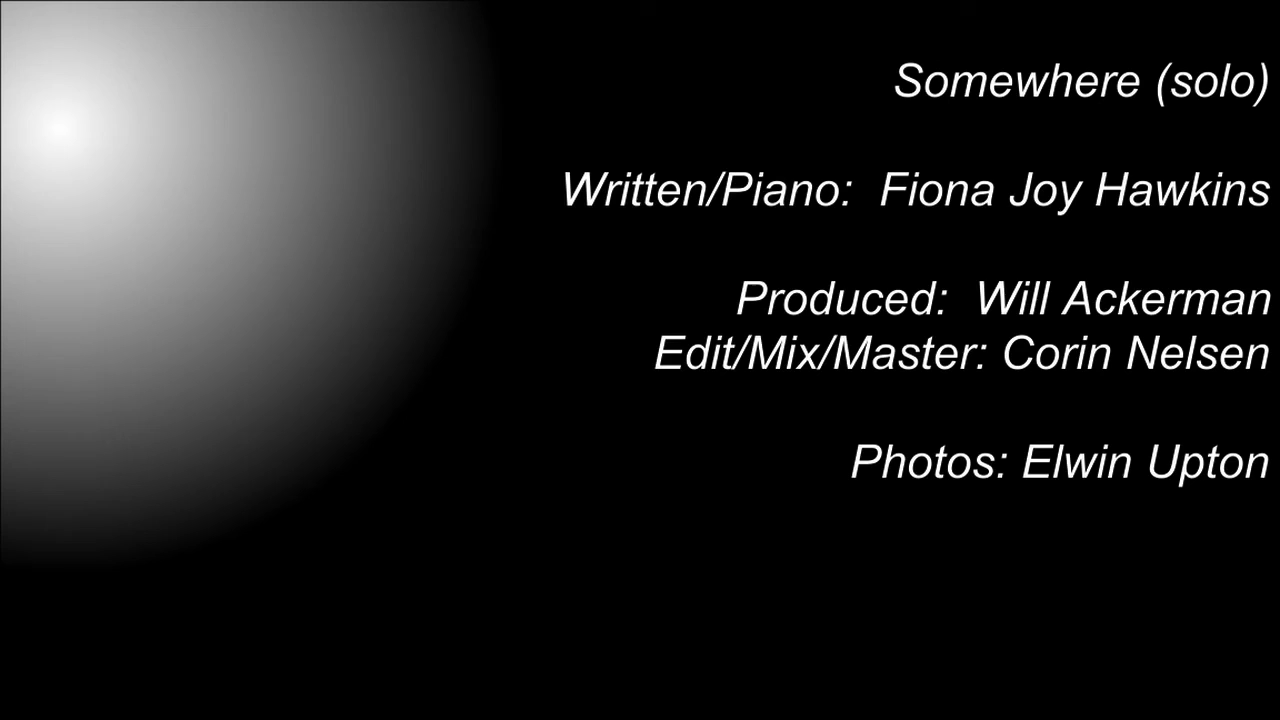 Somewhere (solo)
Written/Piano:  Fiona Joy Hawkins
Produced:  Will Ackerman
Edit/Mix/Master: Corin Nelsen
Photos: Elwin Upton